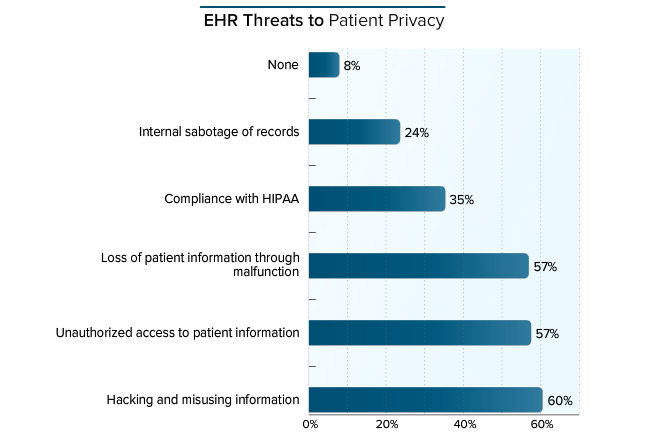 EHR Threats to Patient Privacy
None
8%
Internal sabotage of records
24%
Compliance with HIPAA
35%
Loss of patient information through
malfunction
57%
Unauthorized access to patient information
57%
Hacking and misusing information
60%
0% 20% 40% 60%